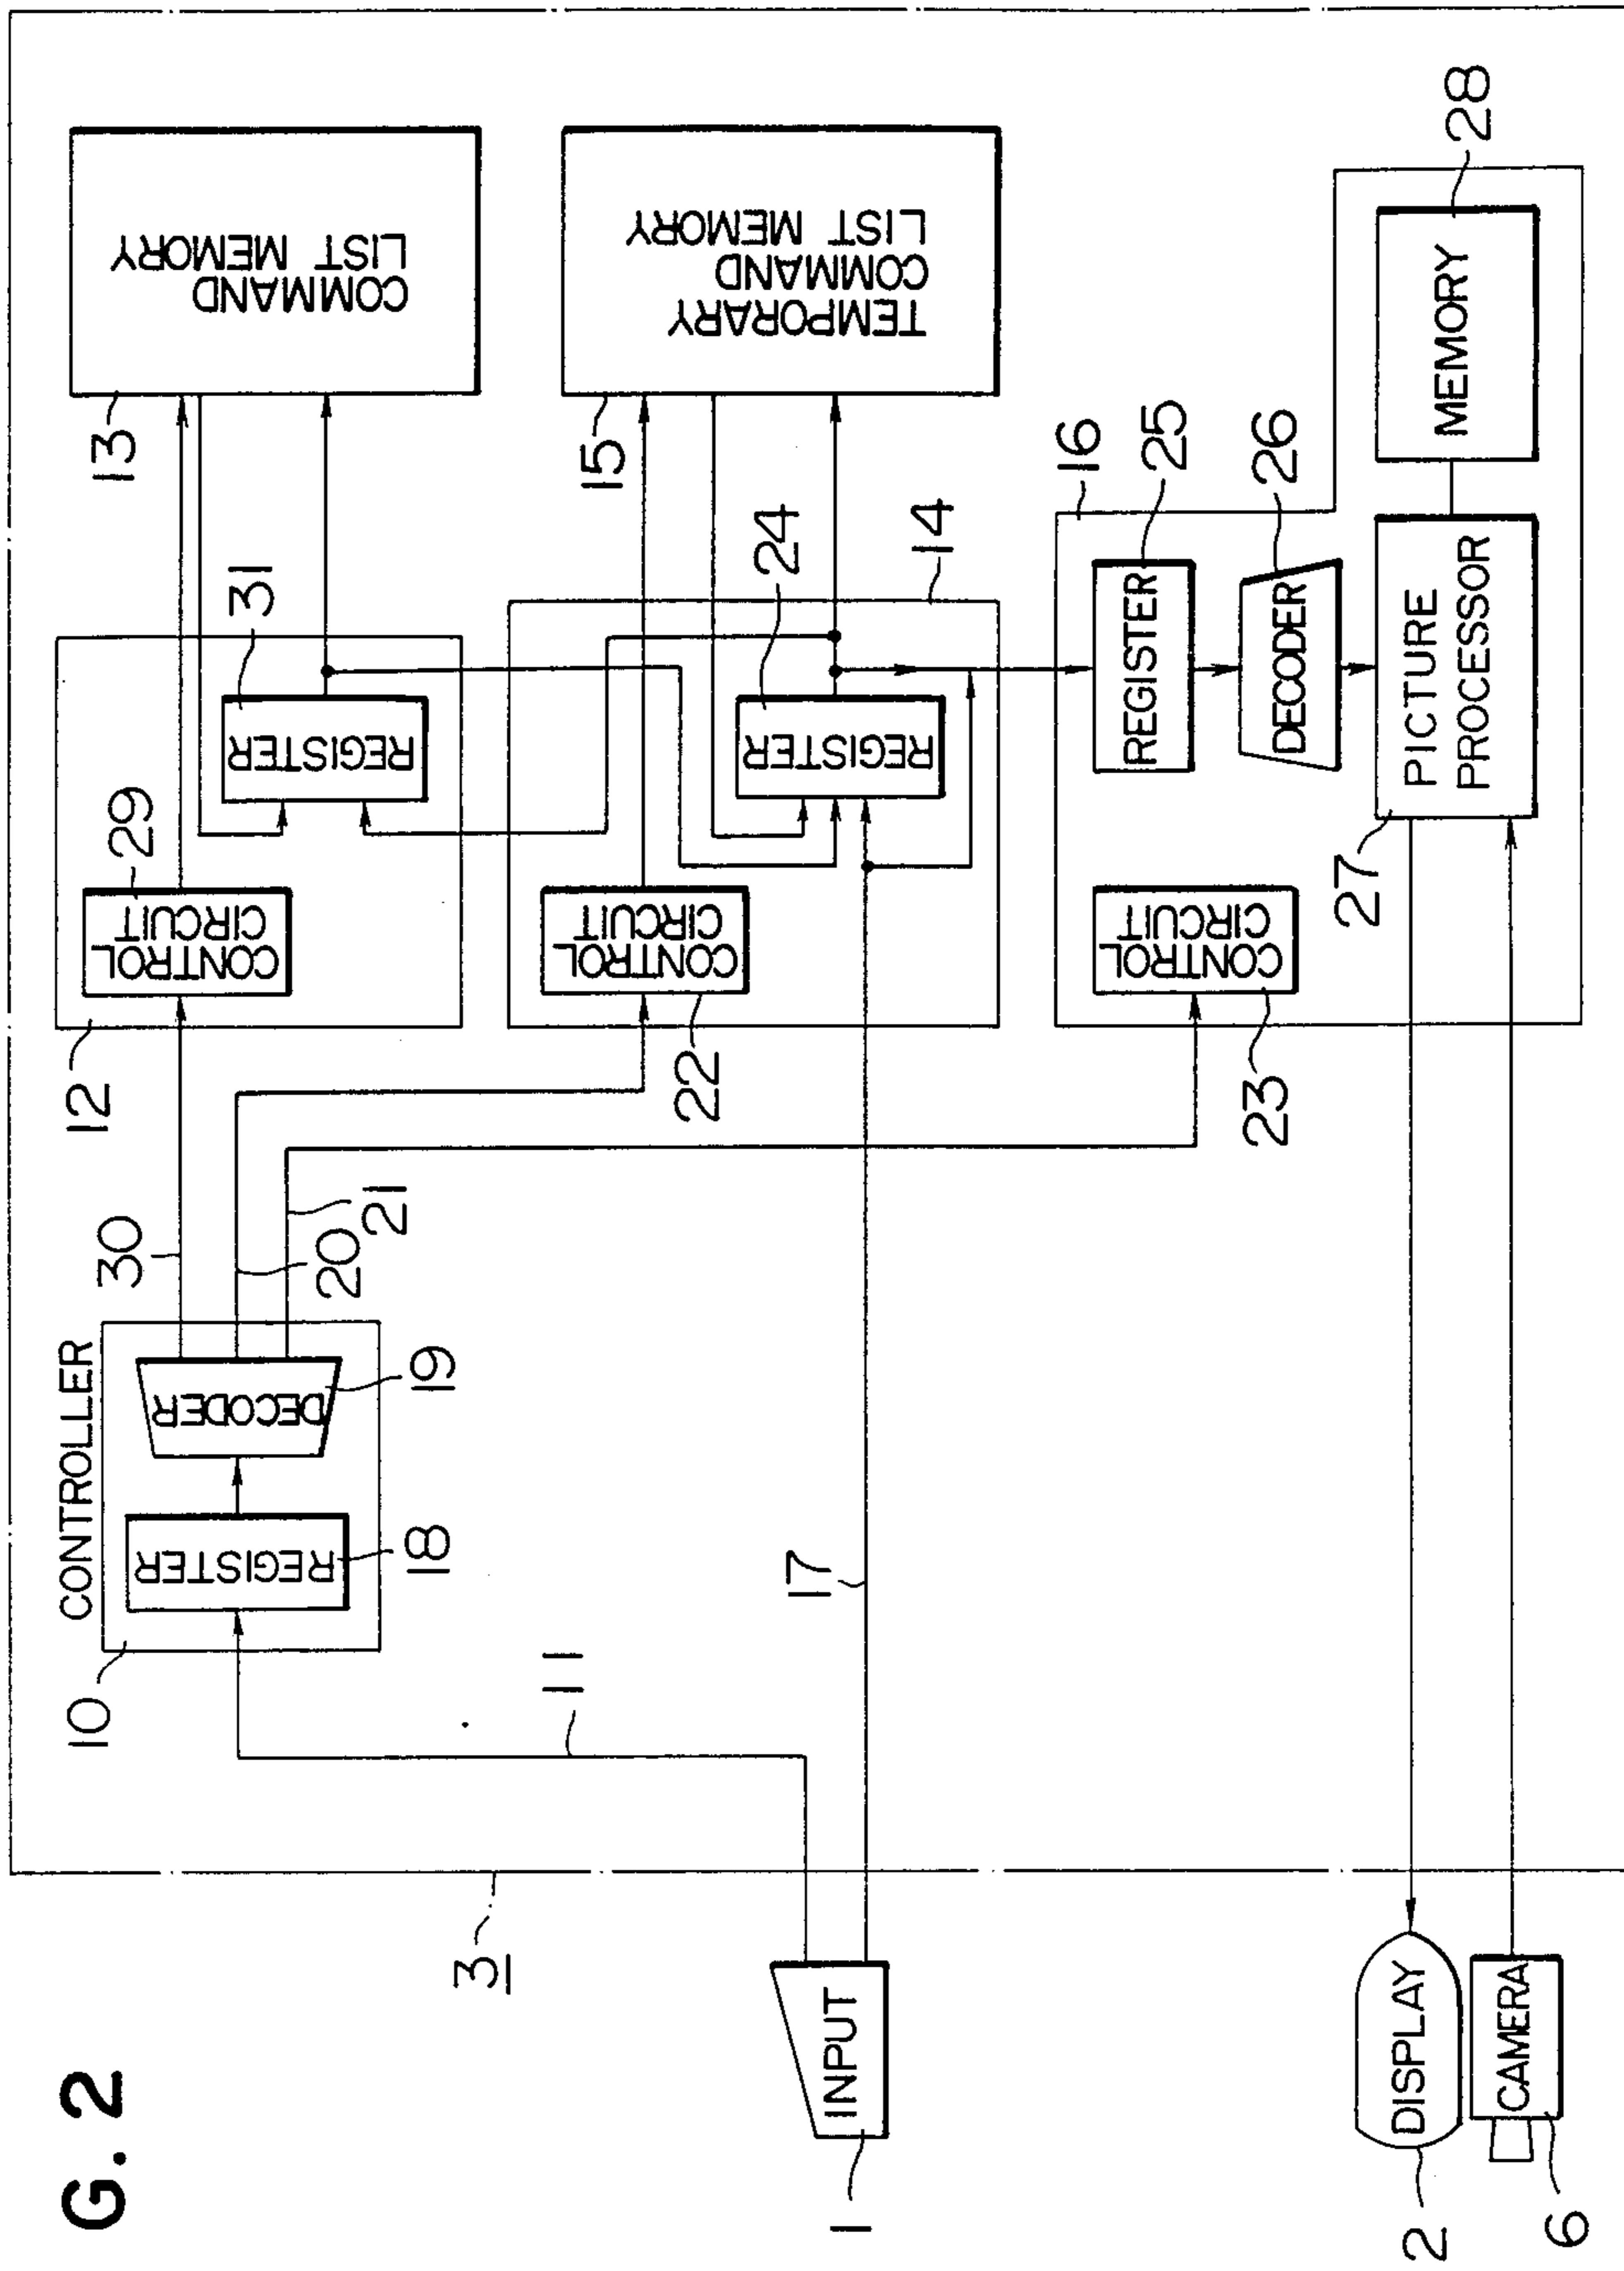 G. 2
CONTROLLER
10
REGISTER
18
DECODER
19
30
20
21
11
12
CONTROL
CIRCUIT
29
REGISTER
31
13
COMMAND
LIST MEMORY
CONTROL
CIRCUIT
22
REGISTER
24
14
15
TEMPORARY
COMMAND
LIST MEMORY
17
3
INPUT
1
CONTROL
CIRCUIT
23
16
REGISTER
25
DECODER
26
PICTURE
PROCESSOR
27
MEMORY
28
DISPLAY
2
CAMERA
6